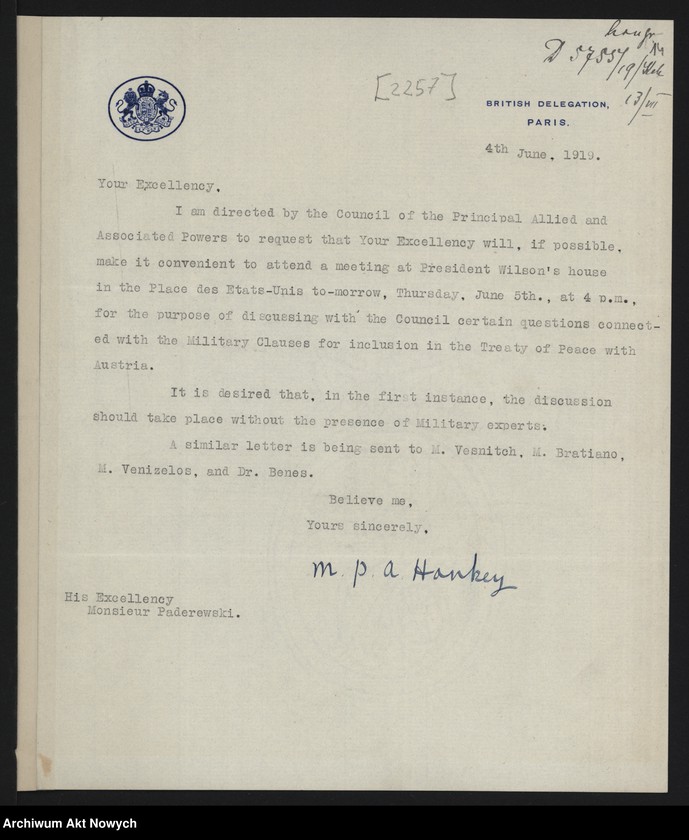 D 5755/19/
13/VII
[2257]
BRITISH DELEGATION,
PARIS.
4th June, 1919.
Your Excellency,
I am directed by the Council of the Principal Allied and
Associated Powers to request that Your Excellency will, if possible,
make it convenient to attend a meeting at President Wilson's house
in the Place des Etats-Unis to-morrow, Thursday, June 5th., at 4 p.m.,
for the purpose of discussing with the Council certain questions connect-
ed with the Military Clauses for inclusion in the Treaty of Peace with
Austria.
It is desired that, in the first instance, the discussion
should take place without the presence of Military experts.
A similar letter is being sent to M. Vesnitch, M. Bratiano,
M. Venizelos, and Dr. Benes.
Believe me,
Yours sincerely,
M. P. A. Hankey
His Excellency
Monsieur Paderewski.
Archiwum Akt Nowych